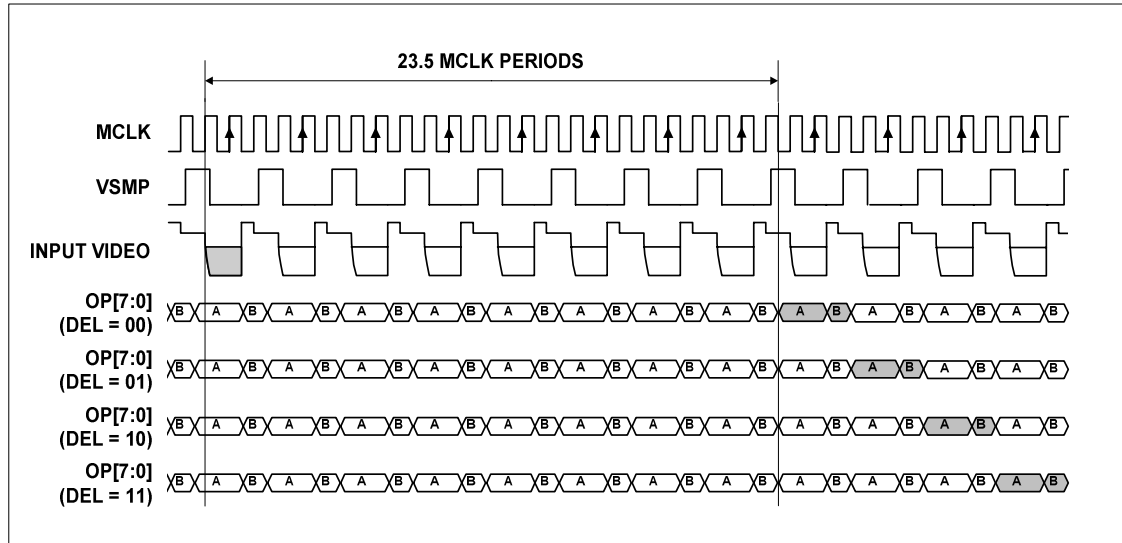 23.5 MCLK PERIODS
MCLK
VSMP
INPUT VIDEO
OP[7:0]
(DEL = 00)
B A B A B A B A B A B A B A B A B A B A B A B A B
OP[7:0]
(DEL = 01)
B A B A B A B A B A B A B A B A B A B A B A B A B
OP[7:0]
(DEL = 10)
B A B A B A B A B A B A B A B A B A B A B A B A B
OP[7:0]
(DEL = 11)
B A B A B A B A B A B A B A B A B A B A B A B A B